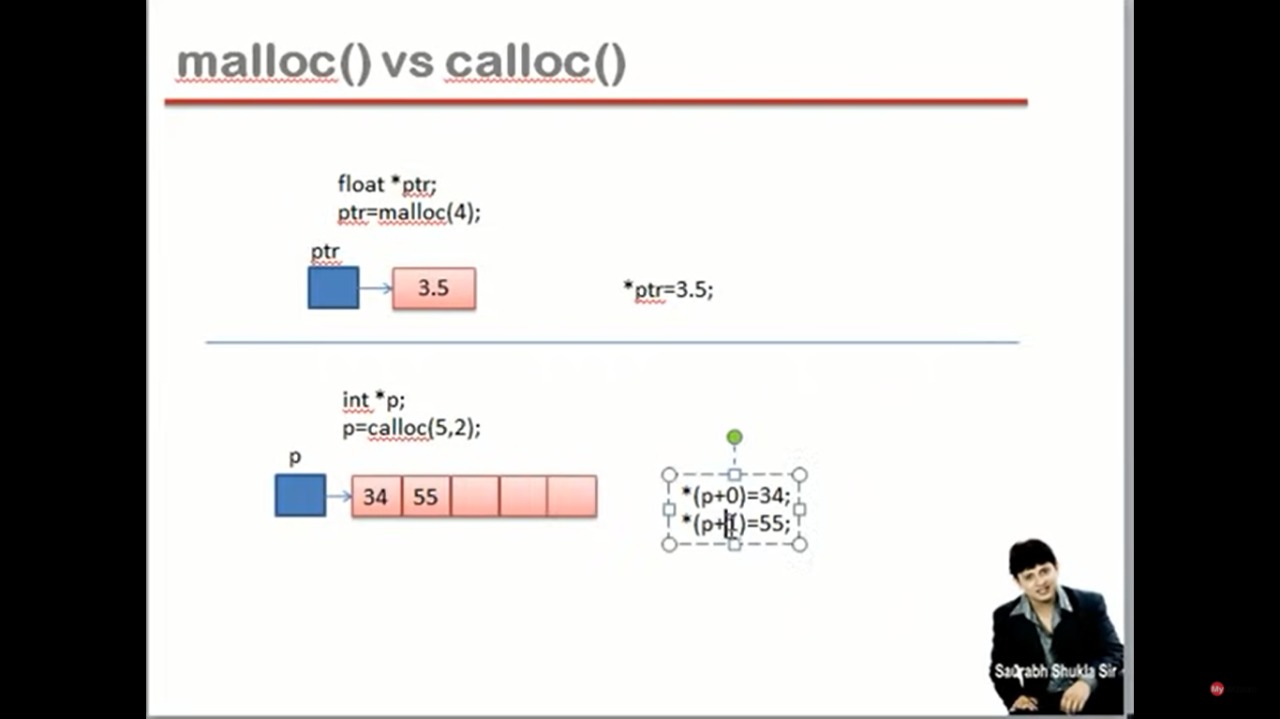 malloc() vs calloc()
float *ptr;
ptr=malloc(4);
ptr
3.5
*ptr=3.5;
int *p;
p=calloc(5,2);
p
34 55
*(p+0)=34;
*(p+1)=55;
Saurabh Shukla Sir
My